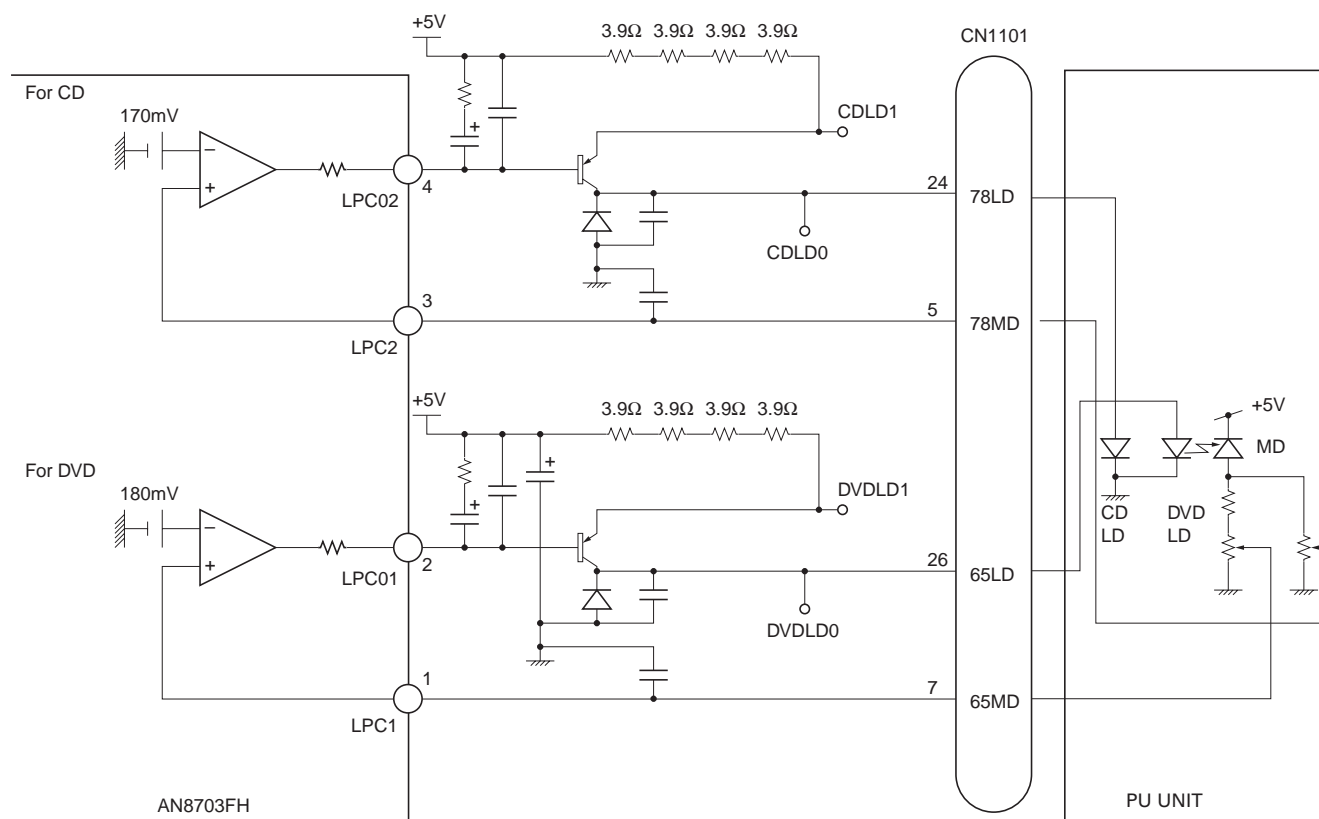 +5V
3.9Ω 3.9Ω 3.9Ω 3.9Ω
CN1101
For CD
170mV
CDLD1
−
+
+
LPC02
4
24
78LD
CDLD0
3
5
78MD
LPC2
+5V
3.9Ω 3.9Ω 3.9Ω 3.9Ω
+5V
MD
For DVD
180mV
+
DVDLD1
−
+
+
CD
LD
DVD
LD
LPC01
2
26
65LD
DVDLD0
1
7
65MD
LPC1
AN8703FH
PU UNIT